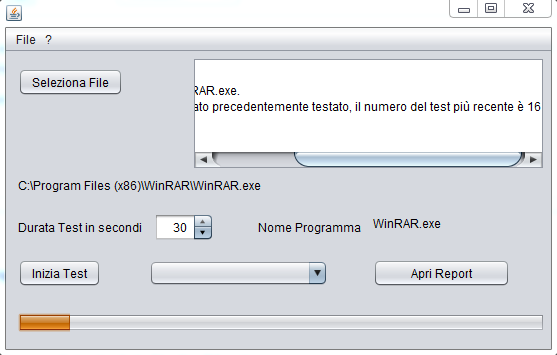 File ?
Seleziona File
RAR.exe.
ato precedentemente testato, il numero del test più recente è 16
C:\Program Files (x86)\WinRAR\WinRAR.exe
Durata Test in secondi 30 Nome Programma WinRAR.exe
Inizia Test Apri Report